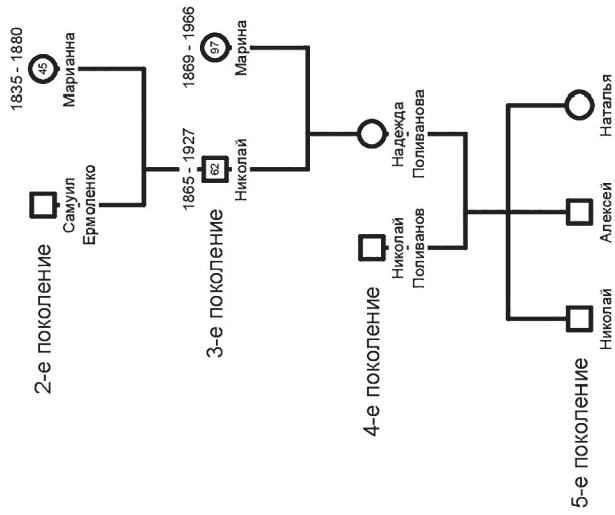 2-е поколение
Самуил
Ермоленко
1835 - 1880
45
Марианна
3-е поколение
1865 - 1927
62
Николай
1869 - 1966
97
Марина
4-е поколение
Николай
Поливанов
Надежда
Поливанова
5-е поколение
Николай
Алексей
Наталья